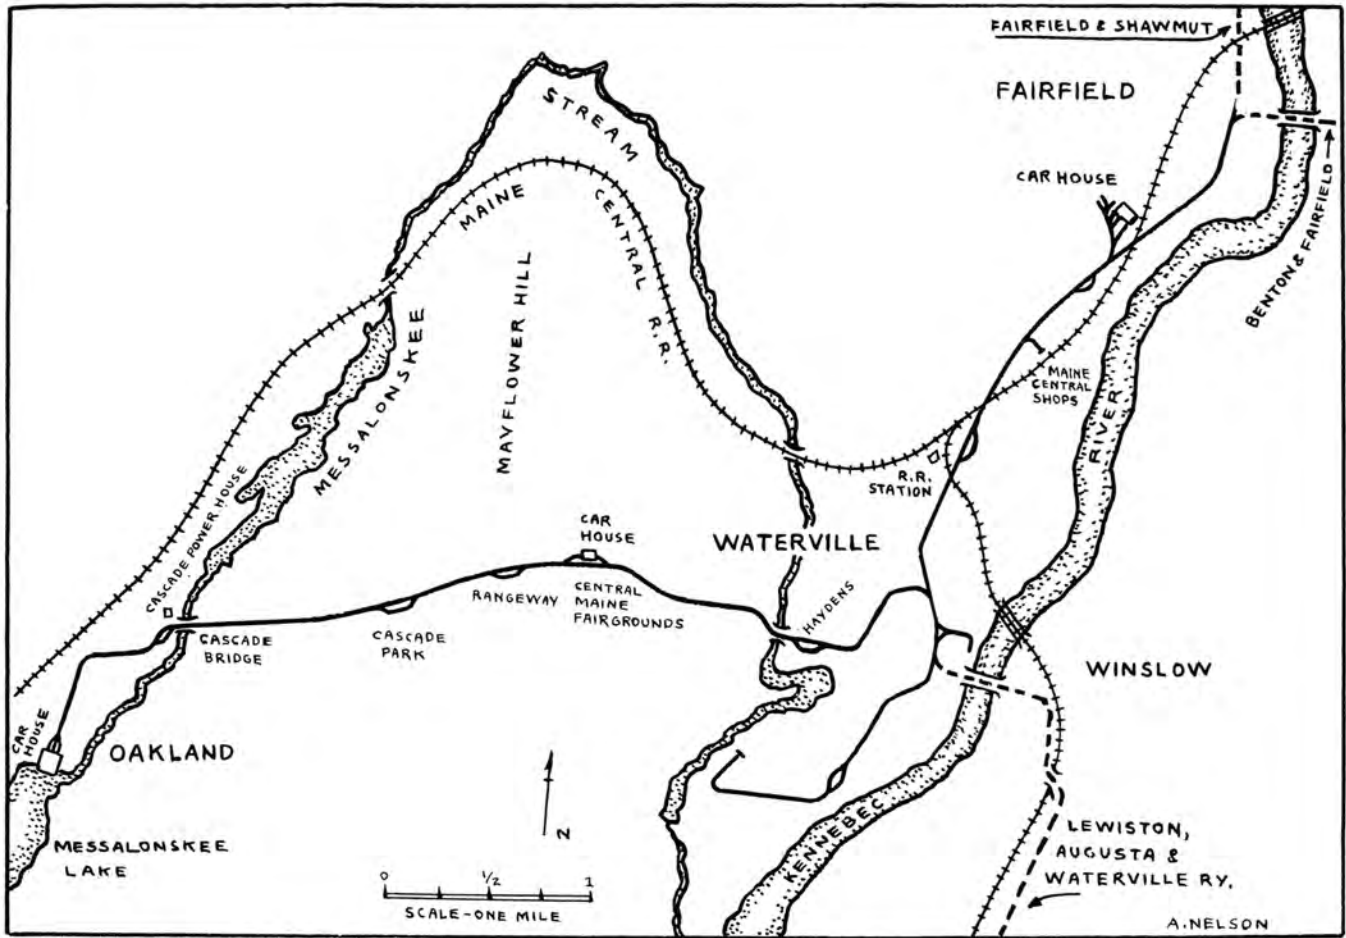 FAIRFIELD & SHAWMUT
FAIRFIELD
CAR HOUSE
BENTON & FAIRFIELD
STREAM
MAINE
CENTRAL
R.R.
MAYFLOWER HILL
MESSALONSKEE
MAINE
CENTRAL
SHOPS
RIVER
R.R.
STATION
CASCADE POWER HOUSE
CAR
HOUSE
WATERVILLE
RANGEWAY
CENTRAL
MAINE
FAIRGROUNDS
HAYDENS
CASCADE
BRIDGE
CASCADE
PARK
WINSLOW
CAR
HOUSE
OAKLAND
N
KENNEBEC
MESSALONSKEE
LAKE
LEWISTON,
AUGUSTA &
WATERVILLE RY.
0 1/2 1
SCALE-ONE MILE
A.NELSON